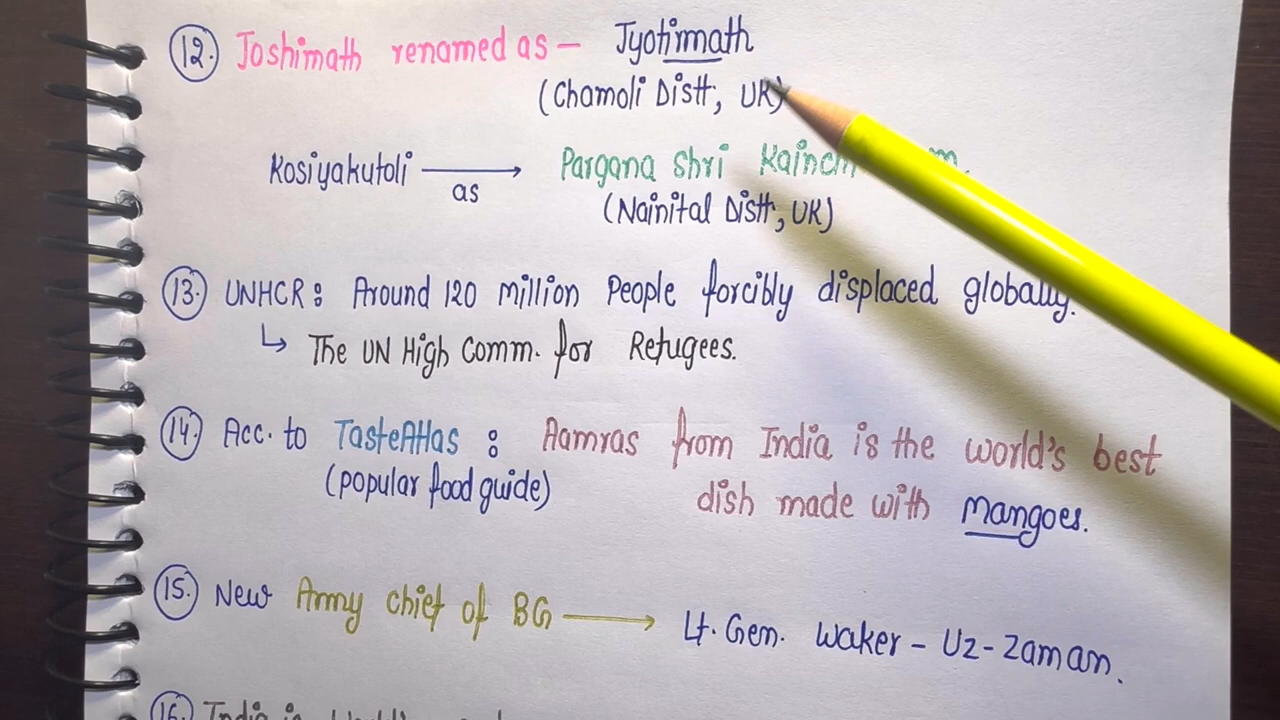 12. Joshimath renamed as - Jyotirmath
(Chamoli Distt, UK)
Kosiyakutoli as Pargana Shri
(Nainital Distt, UK)
13. UNHCR: Around 120 million People forcibly displaced globally.
The UN High Comm. for Refugees.
14. Acc. to TasteAtlas : Aamras from India is the world's best
(popular food guide) dish made with mangoes.
15. New Army chief of BG Lt. Gen. Waker-Uz-Zaman.
16. India